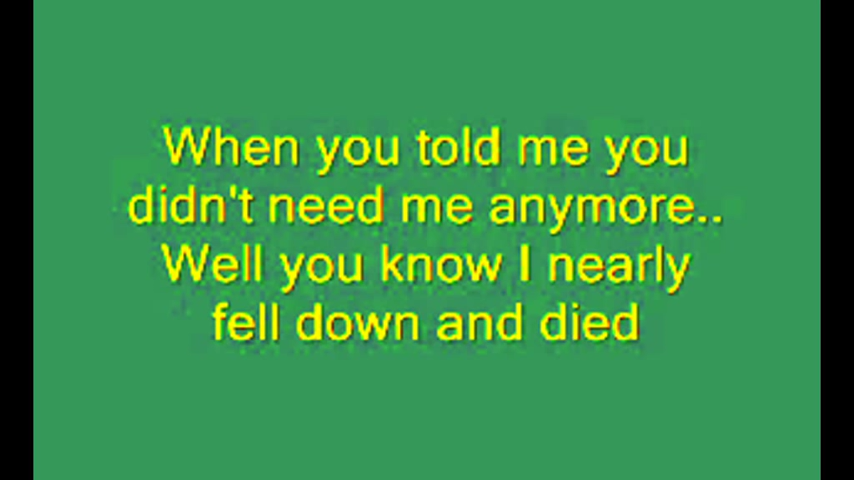 When you told me you
didn't need me anymore..
Well you know I nearly
fell down and died